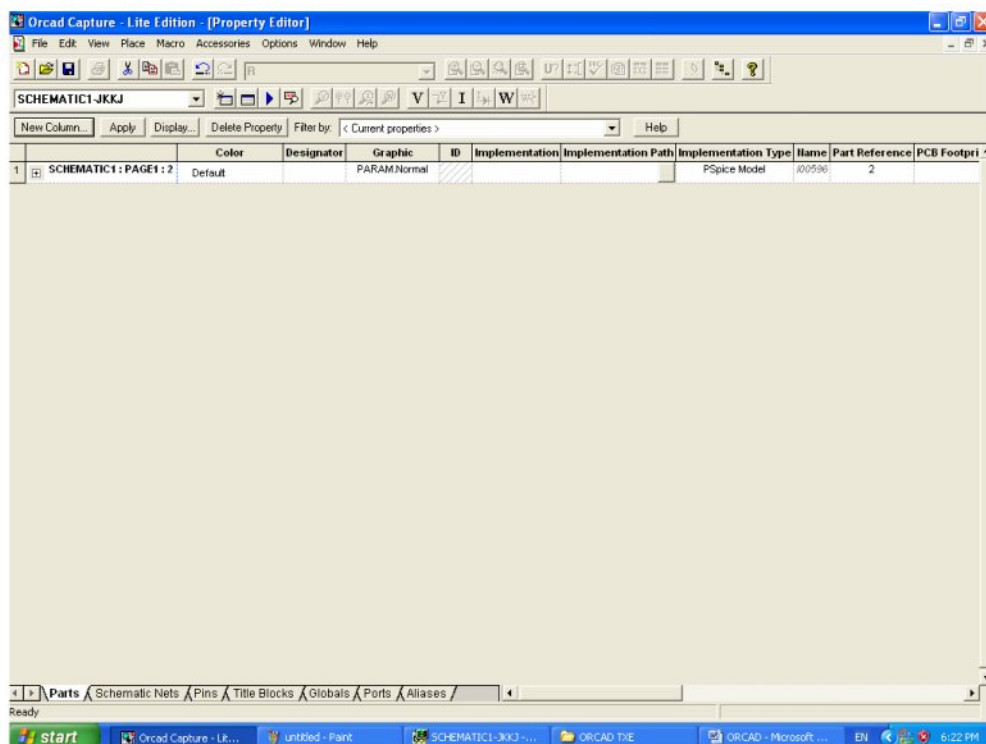 Orcad Capture - Lite Edition - [Property Editor]
File Edit View Place Macro Accessories Options Window Help
R
U?
SCHEMATIC1-JKKJ
V I W
New Column... Apply Display... Delete Property Filter by: < Current properties > Help
Color Designator Graphic ID Implementation Implementation Path Implementation Type Name Part Reference PCB Footpri
1 SCHEMATIC1 : PAGE1 : 2 Default PARAM.Normal PSpice Model I00596 2
Parts Schematic Nets Pins Title Blocks Globals Ports Aliases
Ready
start Orcad Capture - Lit... untitled - Paint SCHEMATIC1-JKKJ -... ORCAD TXE ORCAD - Microsoft ... EN 6:22 PM